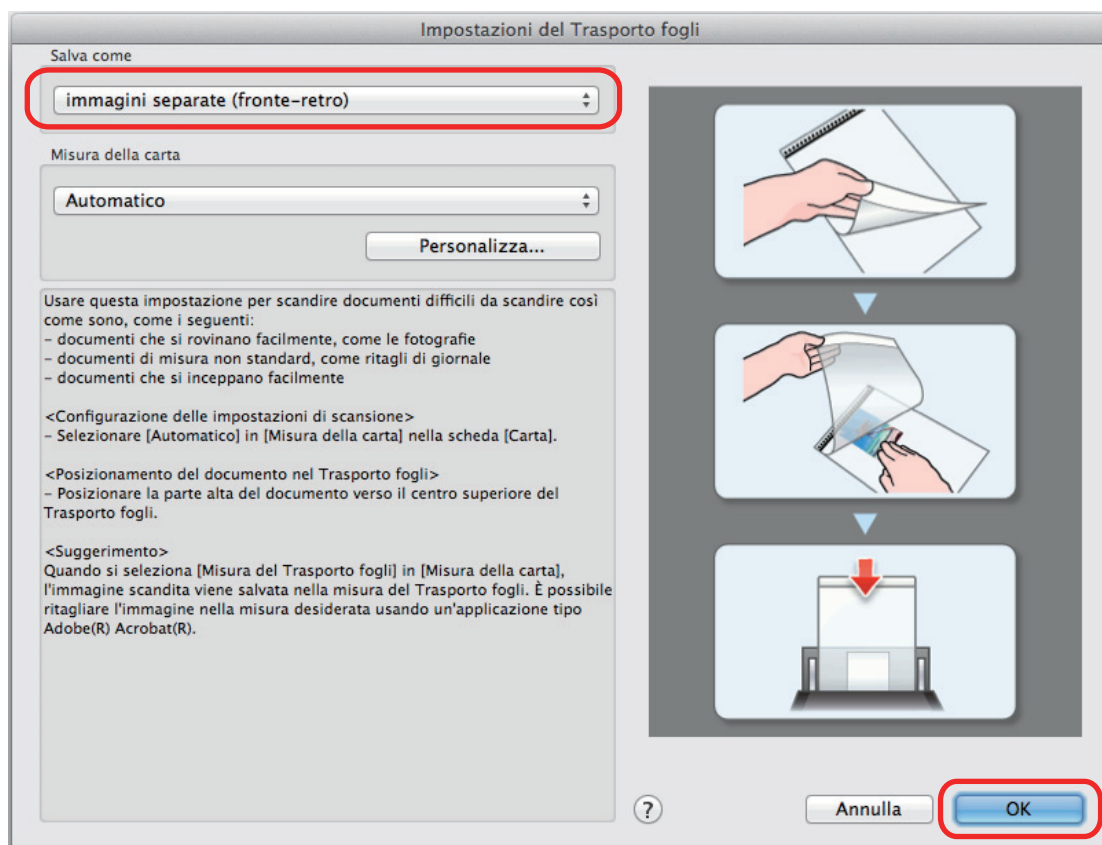 Impostazioni del Trasporto fogli
Salva come
immagini separate (fronte-retro)
Misura della carta
Automatico
Personalizza...
Usare questa impostazione per scandire documenti difficili da scandire così
come sono, come i seguenti:
– documenti che si rovinano facilmente, come le fotografie
– documenti di misura non standard, come ritagli di giornale
– documenti che si inceppano facilmente
<Configurazione delle impostazioni di scansione>
– Selezionare [Automatico] in [Misura della carta] nella scheda [Carta].
<Posizionamento del documento nel Trasporto fogli>
– Posizionare la parte alta del documento verso il centro superiore del
Trasporto fogli.
<Suggerimento>
Quando si seleziona [Misura del Trasporto fogli] in [Misura della carta],
l'immagine scandita viene salvata nella misura del Trasporto fogli. È possibile
ritagliare l'immagine nella misura desiderata usando un'applicazione tipo
Adobe(R) Acrobat(R).
?
Annulla
OK